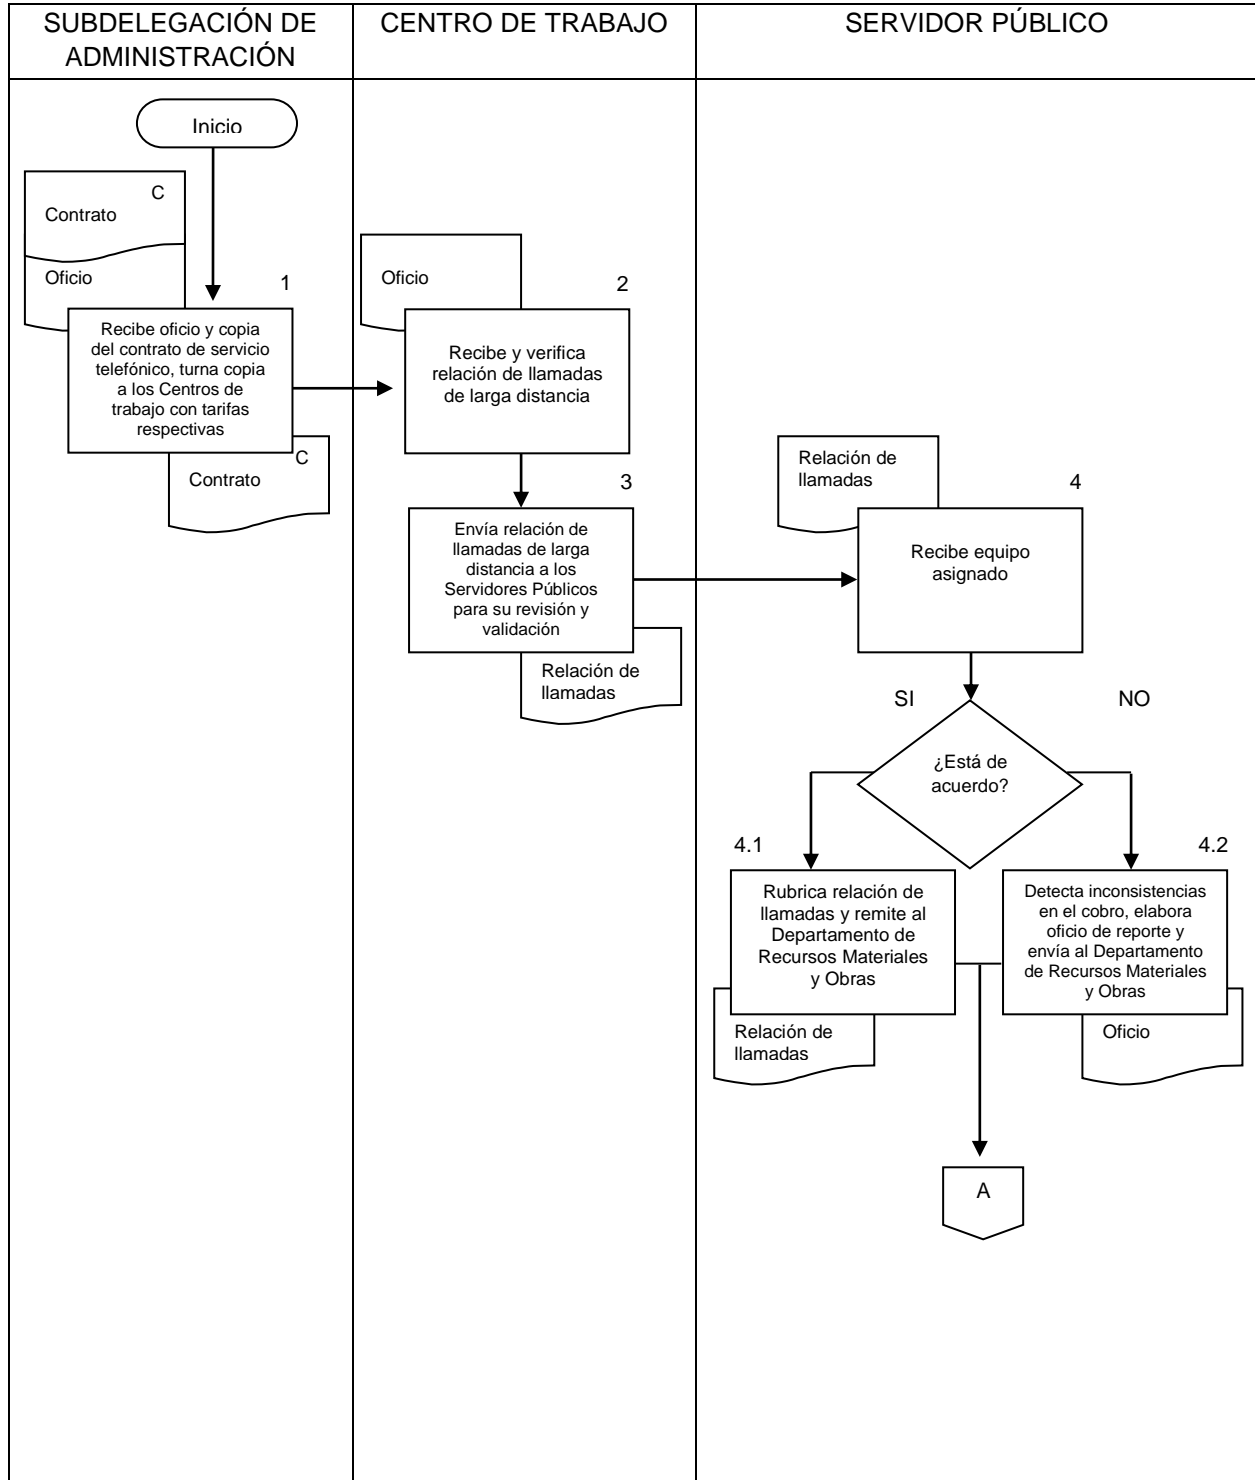 SUBDELEGACIÓN DE
ADMINISTRACIÓN
CENTRO DE TRABAJO
SERVIDOR PÚBLICO
Inicio
C
Contrato
Oficio
1
Recibe oficio y copia
del contrato de servicio
telefónico, turna copia
a los Centros de
trabajo con tarifas
respectivas
C
Contrato
Oficio
2
Recibe y verifica
relación de llamadas
de larga distancia
3
Envía relación de
llamadas de larga
distancia a los
Servidores Públicos
para su revisión y
validación
Relación de
llamadas
Relación de
llamadas
4
Recibe equipo
asignado
SI
NO
¿Está de
acuerdo?
4.1
Rubrica relación de
llamadas y remite al
Departamento de
Recursos Materiales
y Obras
Relación de
llamadas
4.2
Detecta inconsistencias
en el cobro, elabora
oficio de reporte y
envía al Departamento
de Recursos Materiales
y Obras
Oficio
A